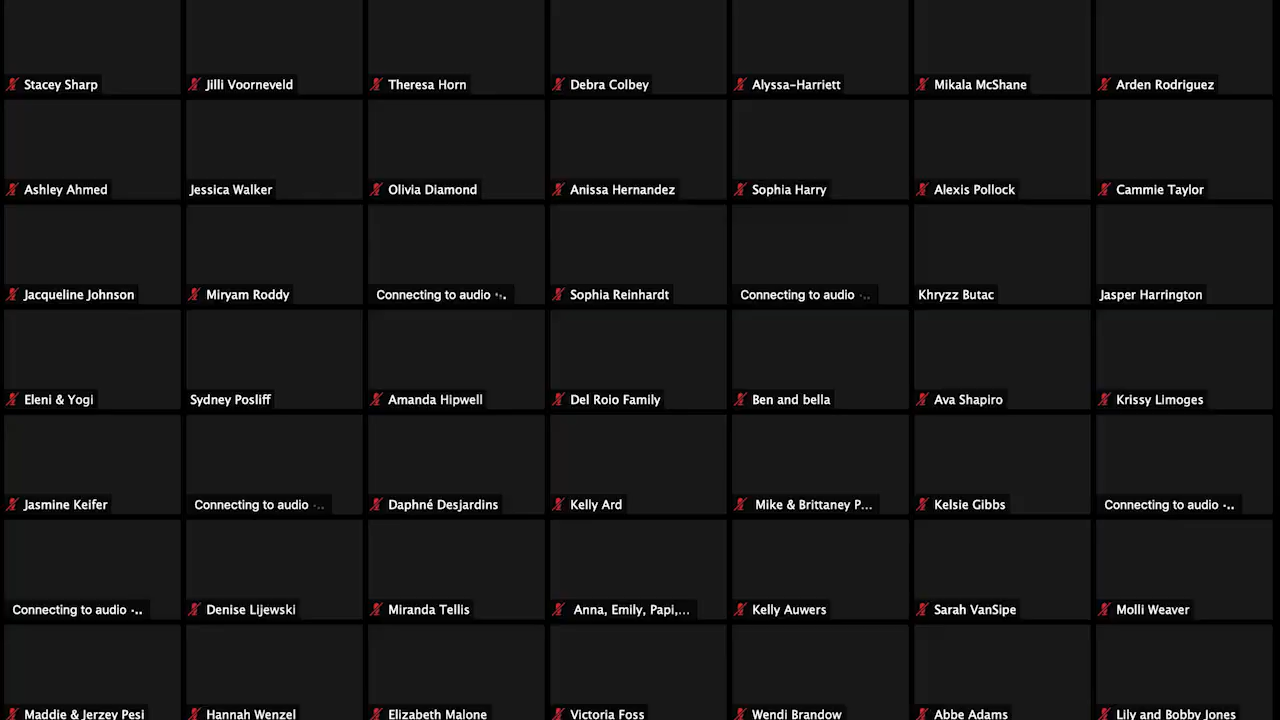 Stacey Sharp
Jilli Voorneveld
Theresa Horn
Debra Colbey
Alyssa-Harriett
Mikala McShane
Arden Rodriguez
Ashley Ahmed
Jessica Walker
Olivia Diamond
Anissa Hernandez
Sophia Harry
Alexis Pollock
Cammie Taylor
Jacqueline Johnson
Miryam Roddy
Connecting to audio ...
Sophia Reinhardt
Connecting to audio ...
Khryzz Butac
Jasper Harrington
Eleni & Yogi
Sydney Posliff
Amanda Hipwell
Del Roio Family
Ben and bella
Ava Shapiro
Krissy Limoges
Jasmine Keifer
Connecting to audio ...
Daphné Desjardins
Kelly Ard
Mike & Brittaney P...
Kelsie Gibbs
Connecting to audio ...
Connecting to audio ...
Denise Lijewski
Miranda Tellis
Anna, Emily, Papi,...
Kelly Auwers
Sarah VanSipe
Molli Weaver
Maddie & Jerzey Pesi
Hannah Wenzel
Elizabeth Malone
Victoria Foss
Wendi Brandow
Abbe Adams
Lily and Bobby Jones